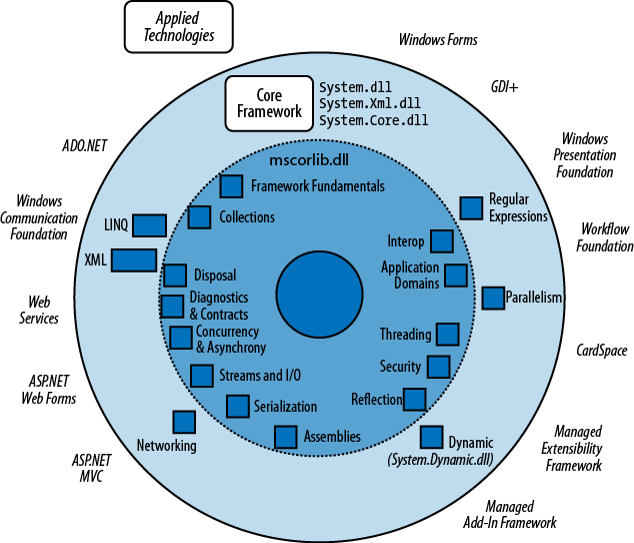 Applied
Technologies
Windows Forms
GDI+
Core
Framework
System.dll
System.Xml.dll
System.Core.dll
ADO.NET
Windows
Presentation
Foundation
mscorlib.dll
Framework Fundamentals
Collections
Regular
Expressions
Windows
Communication
Foundation
LINQ
Workflow
Foundation
Interop
XML
Disposal
Application
Domains
Diagnostics
& Contracts
Parallelism
Web
Services
Concurrency
& Asynchrony
Threading
CardSpace
Streams and I/O
Security
ASP.NET
Web Forms
Serialization
Reflection
Networking
Assemblies
Dynamic
(System.Dynamic.dll)
Managed
Extensibility
Framework
ASP.NET
MVC
Managed
Add-In Framework